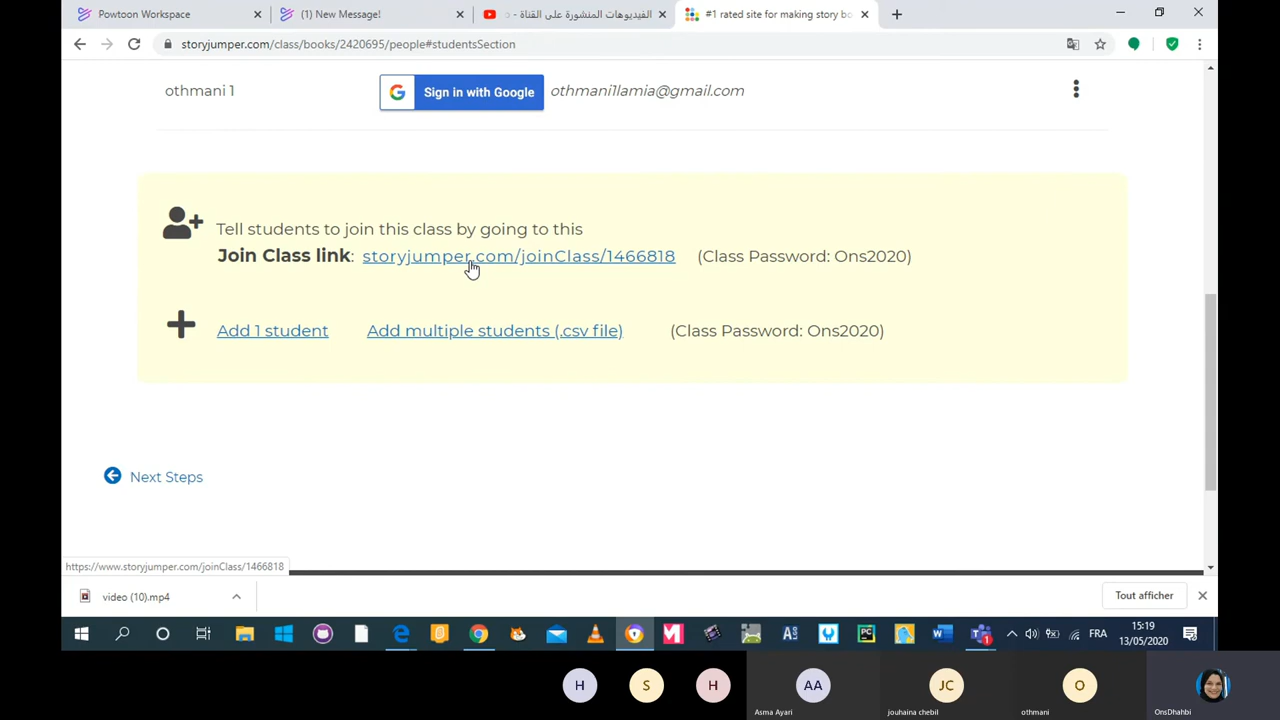 Powtoon Workspace
(1) New Message!
الفيديوهات المنشورة على القناة -
#1 rated site for making story bo
storyjumper.com/class/books/2420695/people#studentsSection
othmani 1
Sign in with Google
othmani1lamia@gmail.com
Tell students to join this class by going to this
Join Class link: storyjumper.com/joinClass/1466818 (Class Password: Ons2020)
Add 1 student
Add multiple students (.csv file)
(Class Password: Ons2020)
Next Steps
https://www.storyjumper.com/joinClass/1466818
video (10).mp4
Tout afficher
FRA
15:19
13/05/2020
H
S
H
AA
JC
O
Asma Ayari
jouhaina chebil
othmani
OnsDhahbi